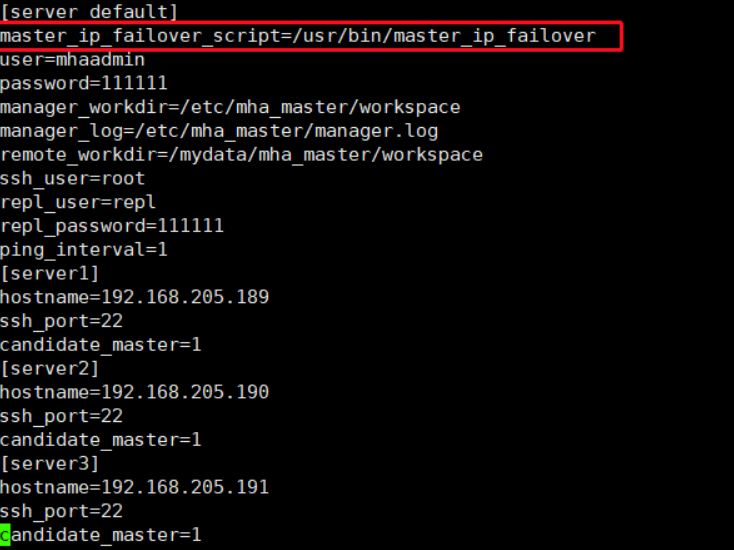 [server default]
master_ip_failover_script=/usr/bin/master_ip_failover
user=mhaadmin
password=111111
manager_workdir=/etc/mha_master/workspace
manager_log=/etc/mha_master/manager.log
remote_workdir=/mydata/mha_master/workspace
ssh_user=root
repl_user=repl
repl_password=111111
ping_interval=1
[server1]
hostname=192.168.205.189
ssh_port=22
candidate_master=1
[server2]
hostname=192.168.205.190
ssh_port=22
candidate_master=1
[server3]
hostname=192.168.205.191
ssh_port=22
candidate_master=1